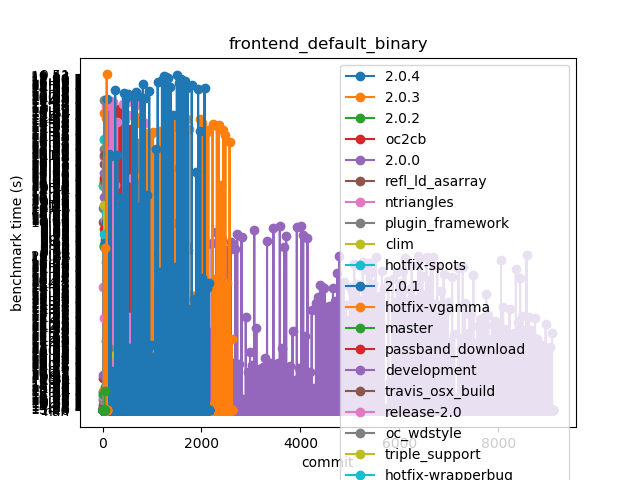 frontend_default_binary
benchmark time (s)
2.0.4
2.0.3
2.0.2
oc2cb
2.0.0
refl_ld_asarray
ntriangles
plugin_framework
clim
hotfix-spots
2.0.1
hotfix-vgamma
master
passband_download
development
travis_osx_build
release-2.0
oc_wdstyle
triple_support
hotfix-wrapperbug
0 2000 4000 6000 8000
commit